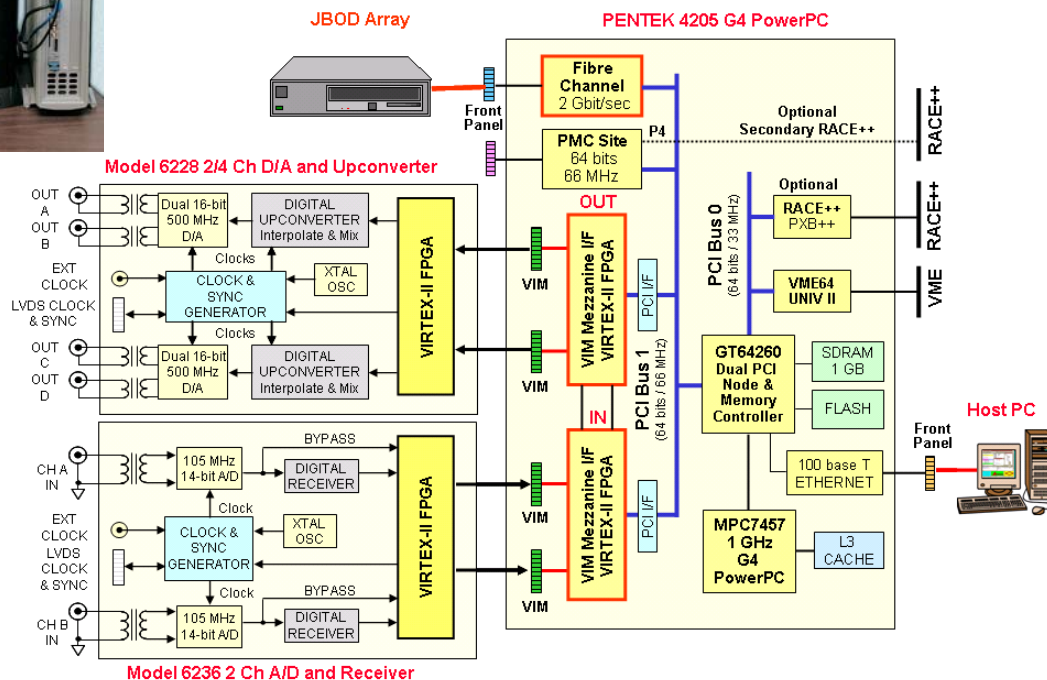 JBOD Array
PENTEK 4205 G4 PowerPC
Fibre
Channel
2 Gbit/sec
Front
Panel
Optional
Secondary RACE++
P4
RACE++
PMC Site
64 bits
66 MHz
Model 6228 2/4 Ch D/A and Upconverter
OUT
A
OUT
B
Dual 16-bit
500 MHz
D/A
DIGITAL
UPCONVERTER
Interpolate & Mix
Clocks
EXT
CLOCK
LVDS CLOCK
& SYNC
CLOCK &
SYNC
GENERATOR
XTAL
OSC
Clocks
OUT
C
OUT
D
Dual 16-bit
500 MHz
D/A
DIGITAL
UPCONVERTER
Interpolate & Mix
VIRTEX-II FPGA
VIM
VIM
OUT
VIM Mezzanine I/F
VIRTEX-II FPGA
PCI I/F
PCI Bus 1
(64 bits / 66 MHz)
PCI Bus 0
(64 bits / 33 MHz)
Optional
RACE++
PXB++
RACE++
VME64
UNIV II
VME
GT64260
Dual PCI
Node &
Memory
Controller
SDRAM
1 GB
FLASH
Host PC
Front
Panel
100 base T
ETHERNET
MPC7457
1 GHz
G4
PowerPC
L3
CACHE
IN
VIM Mezzanine I/F
VIRTEX-II FPGA
PCI I/F
VIM
VIM
CH A
IN
105 MHz
14-bit A/D
BYPASS
DIGITAL
RECEIVER
Clock
EXT
CLOCK
LVDS
CLOCK
& SYNC
CLOCK &
SYNC
GENERATOR
XTAL
OSC
Clock
BYPASS
CH B
IN
105 MHz
14-bit A/D
DIGITAL
RECEIVER
VIRTEX-II FPGA
Model 6236 2 Ch A/D and Receiver